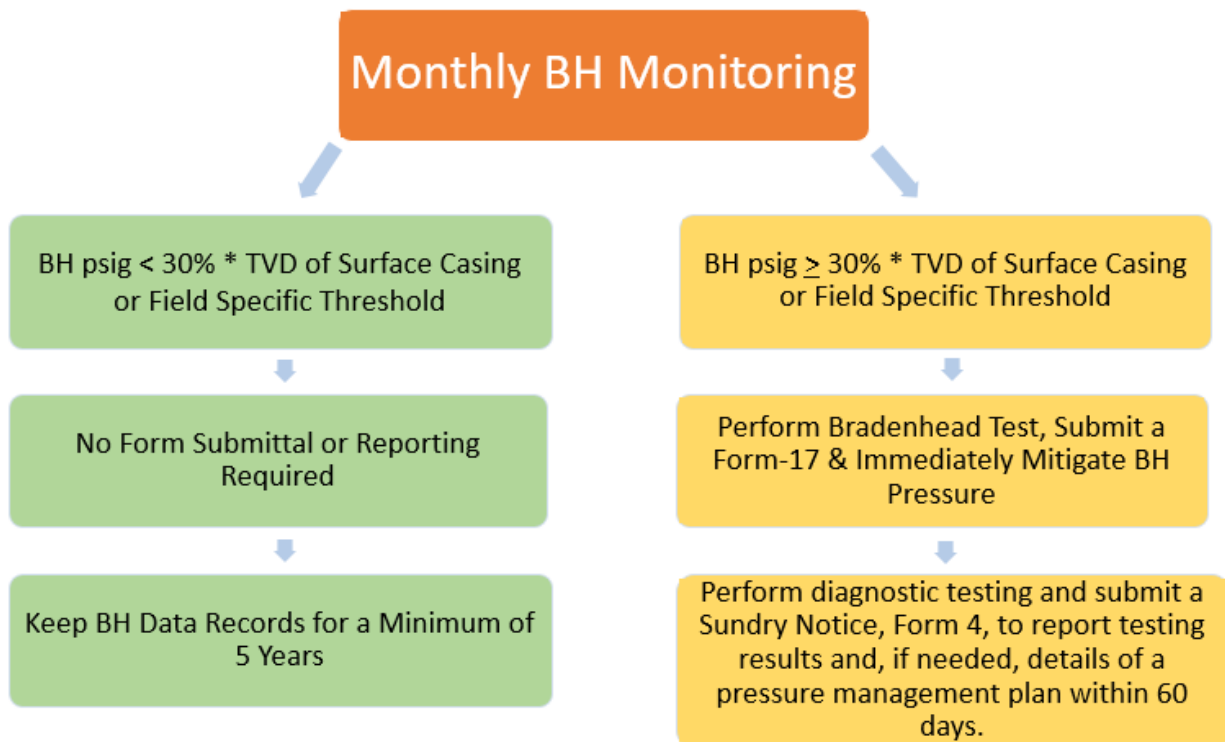 Monthly BH Monitoring
BH psig < 30% * TVD of Surface Casing
or Field Specific Threshold
BH psig ≥ 30% * TVD of Surface Casing
or Field Specific Threshold
No Form Submittal or Reporting
Required
Perform Bradenhead Test, Submit a
Form-17 & Immediately Mitigate BH
Pressure
Keep BH Data Records for a Minimum of
5 Years
Perform diagnostic testing and submit a
Sundry Notice, Form 4, to report testing
results and, if needed, details of a
pressure management plan within 60
days.